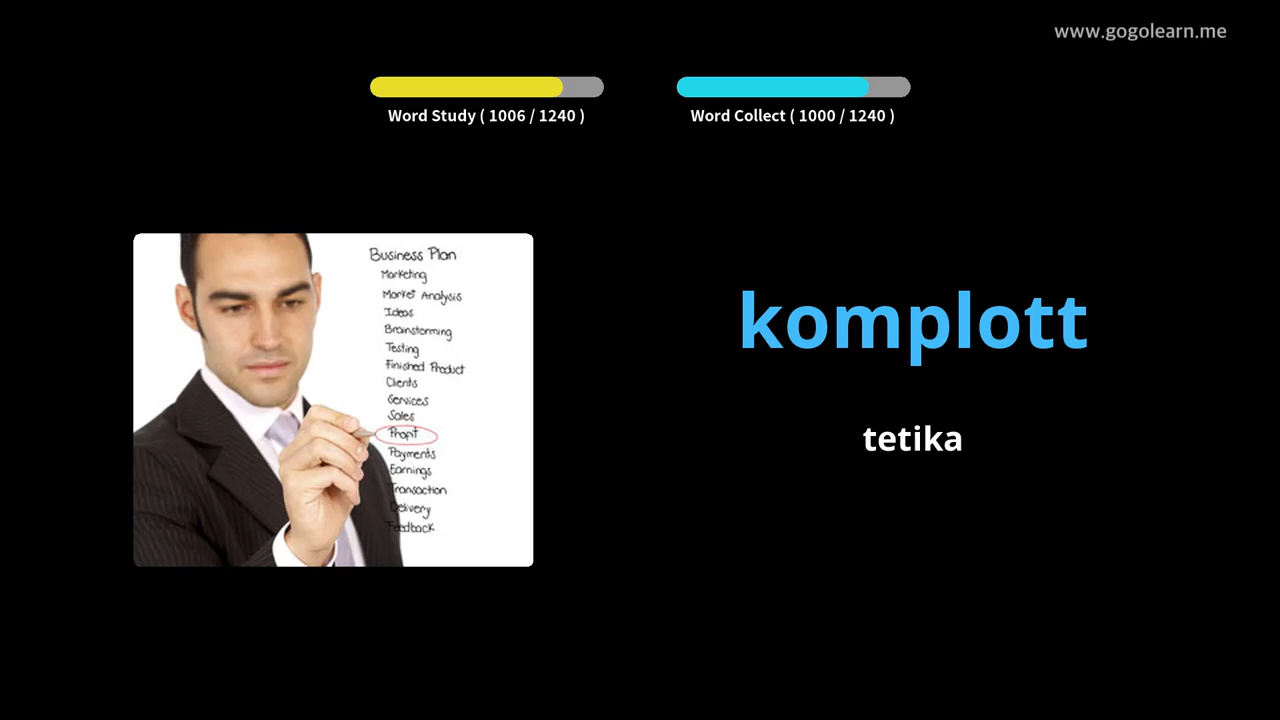 www.gogolearn.me
Word Study ( 1006 / 1240 )
Word Collect ( 1000 / 1240 )
Business Plan
Marketing
Market Analysis
Ideas
Brainstorming
Testing
Finished Product
Clients
Services
Sales
Profit
Payments
Earnings
Transaction
Delivery
Feedback
komplott
tetika